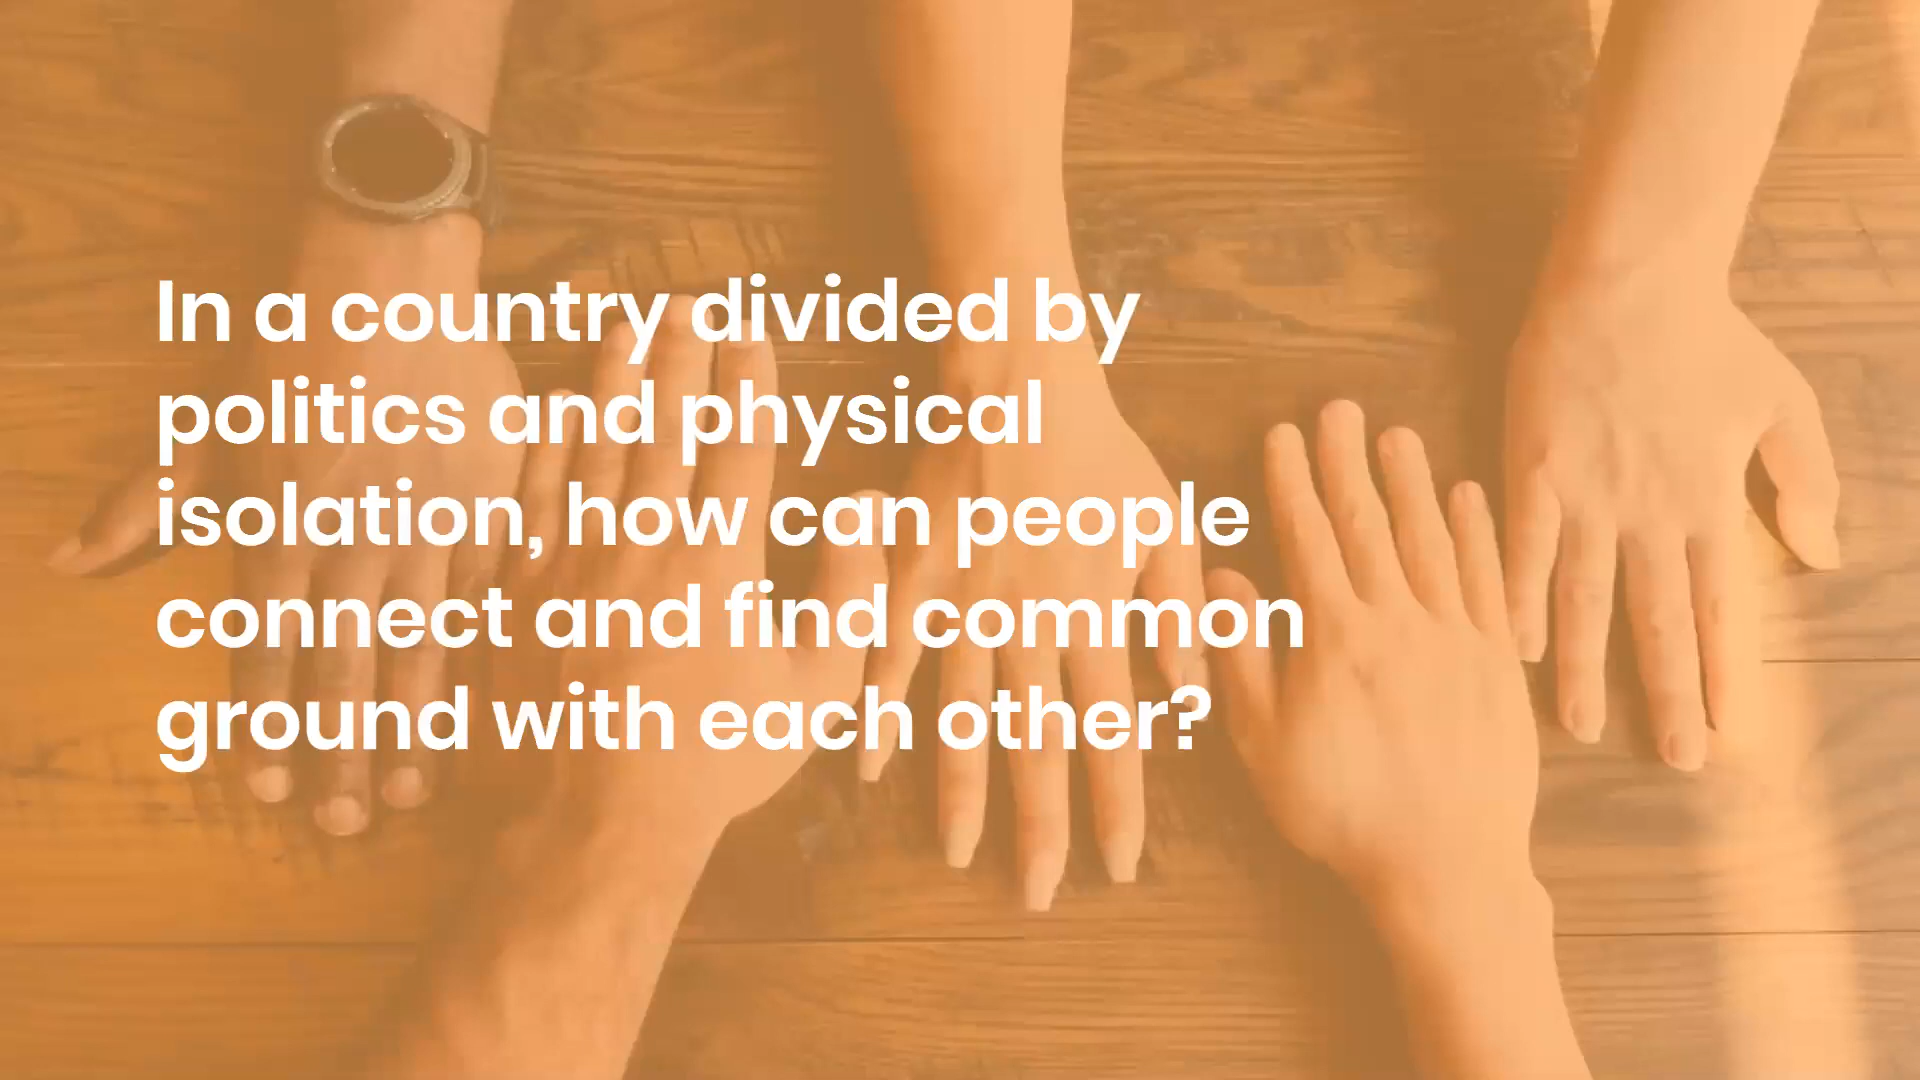 In a country divided by
politics and physical
isolation, how can people
connect and find common
ground with each other?